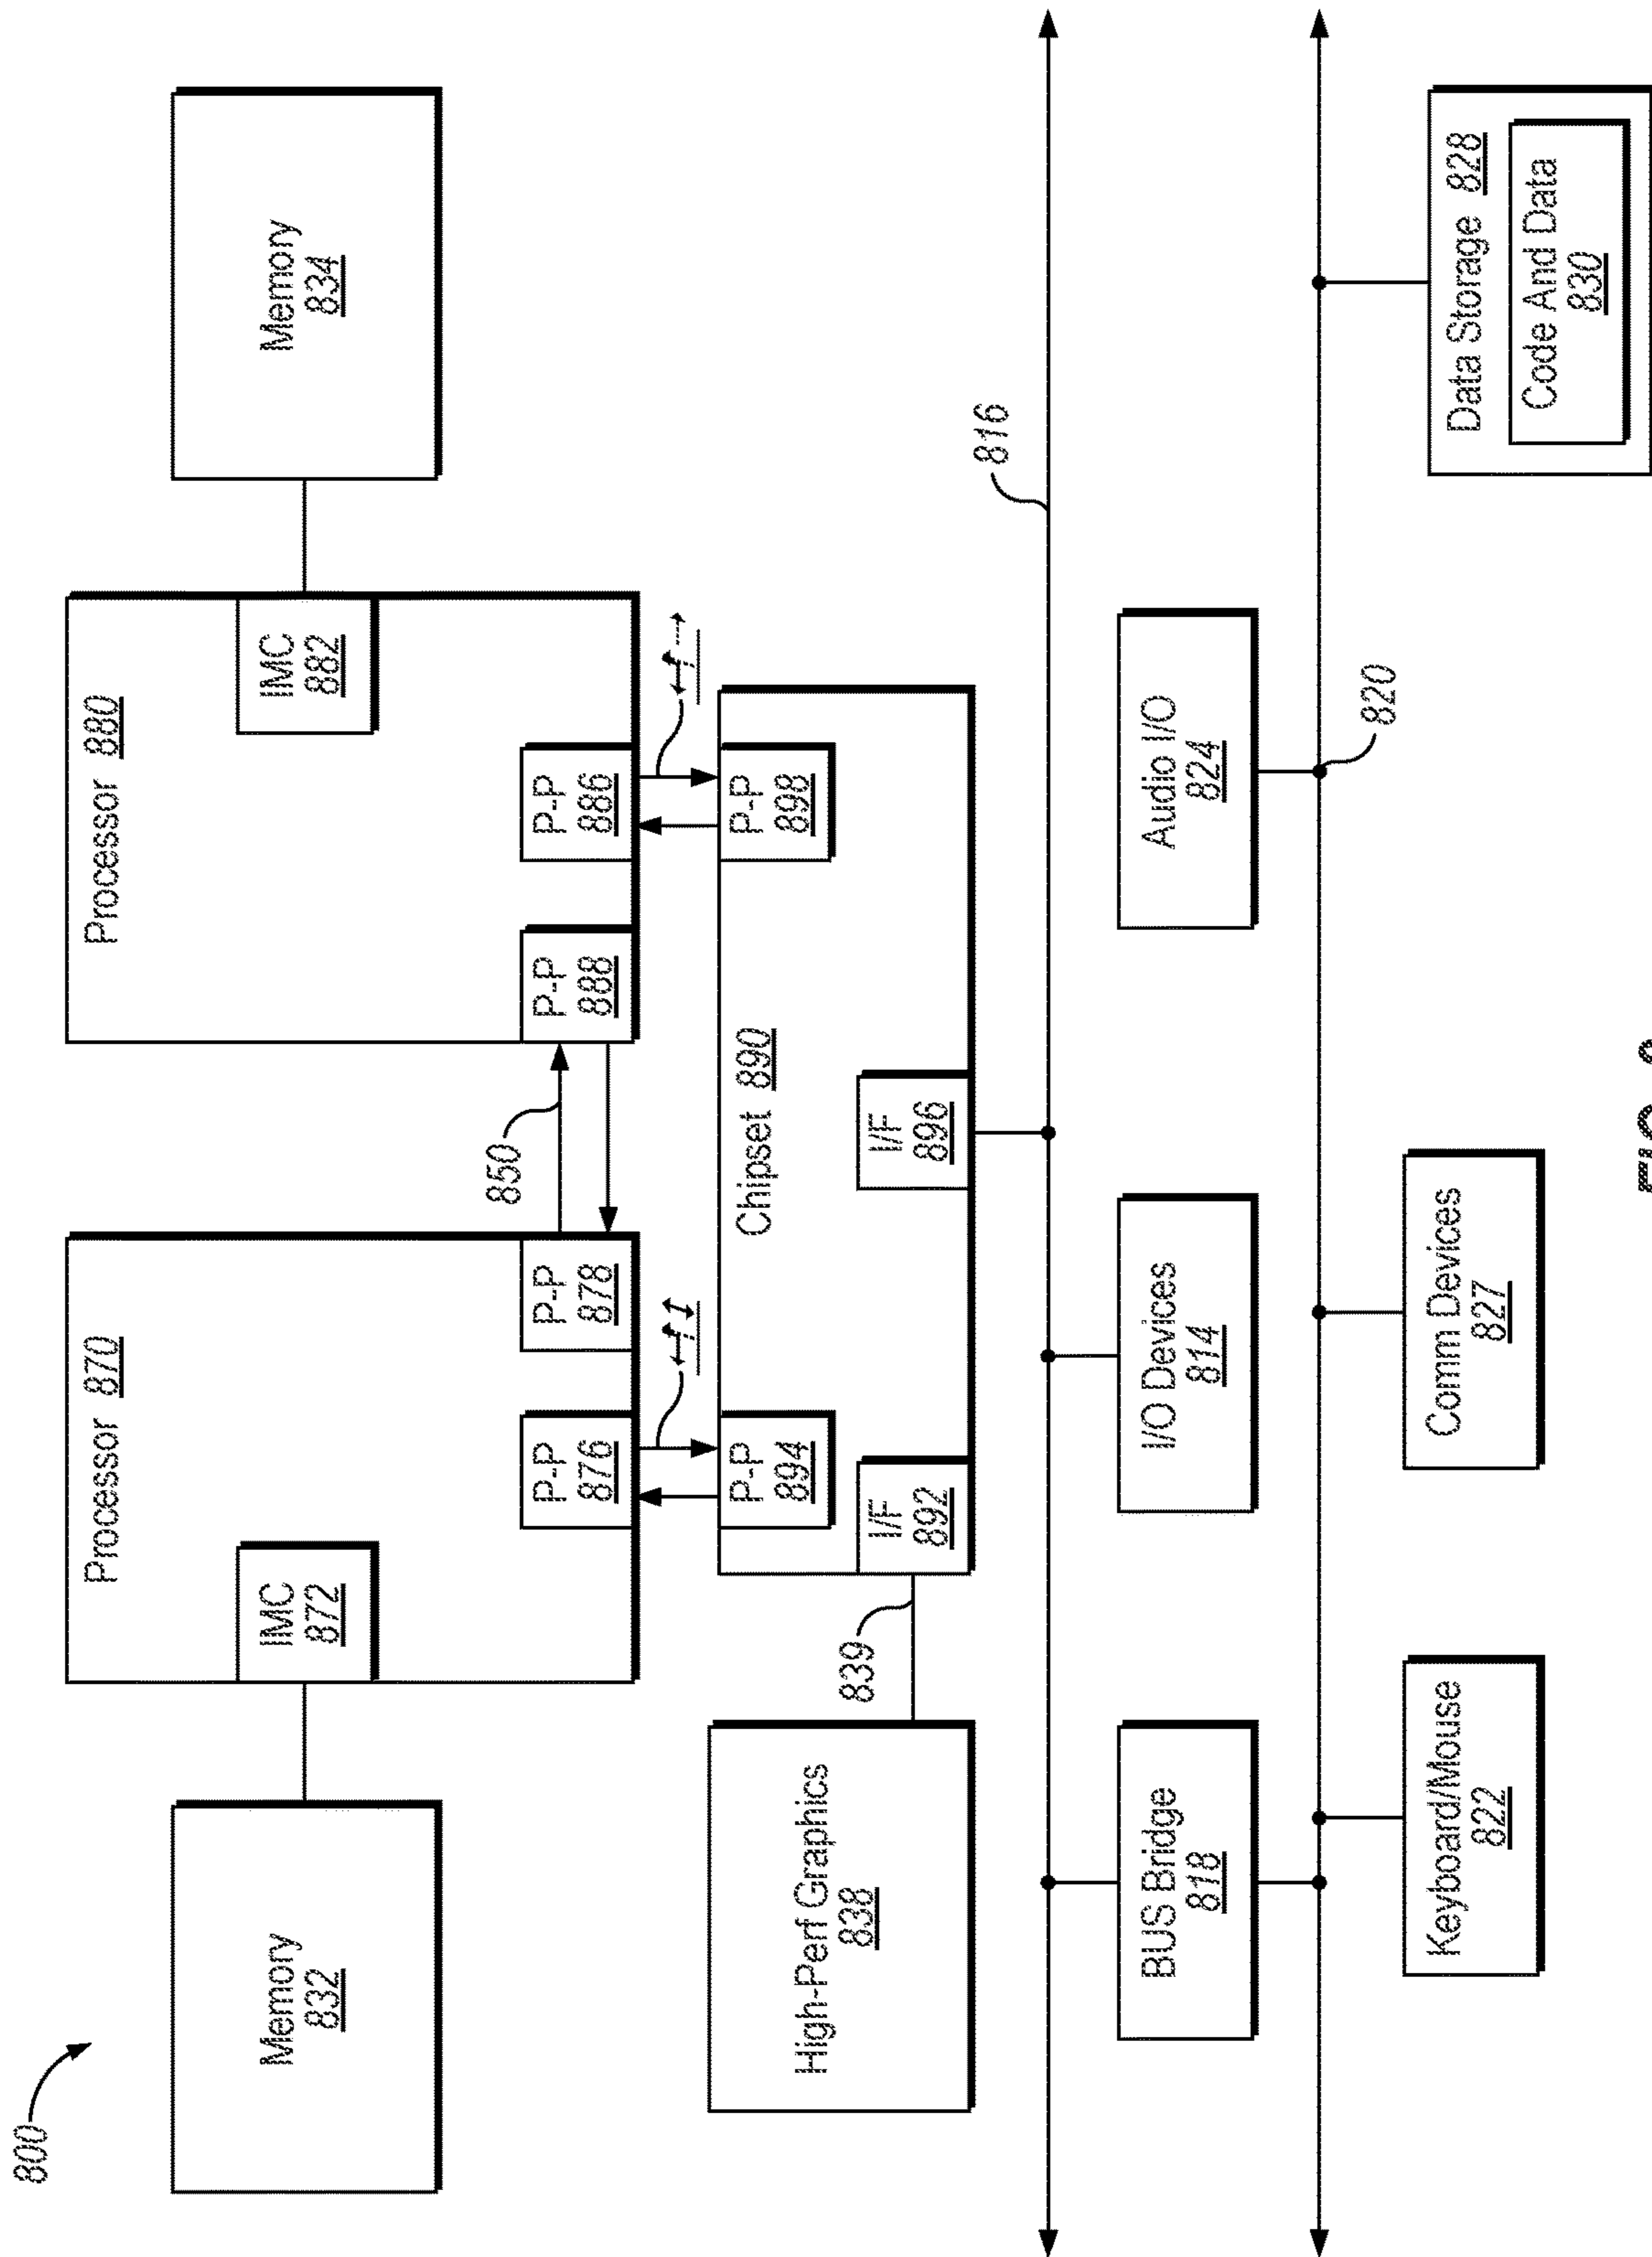 800
Memory
832
Processor 870
IMC
872
P-P
876
P-P
878
850
Processor 880
IMC
882
P-P
888
P-P
886
Memory
834
High-Perf Graphics
838
839
Chipset 890
P-P
894
P-P
898
I/F
892
I/F
896
816
BUS Bridge
818
I/O Devices
814
Audio I/O
824
820
Keyboard/Mouse
822
Comm Devices
827
Data Storage 828
Code And Data
830